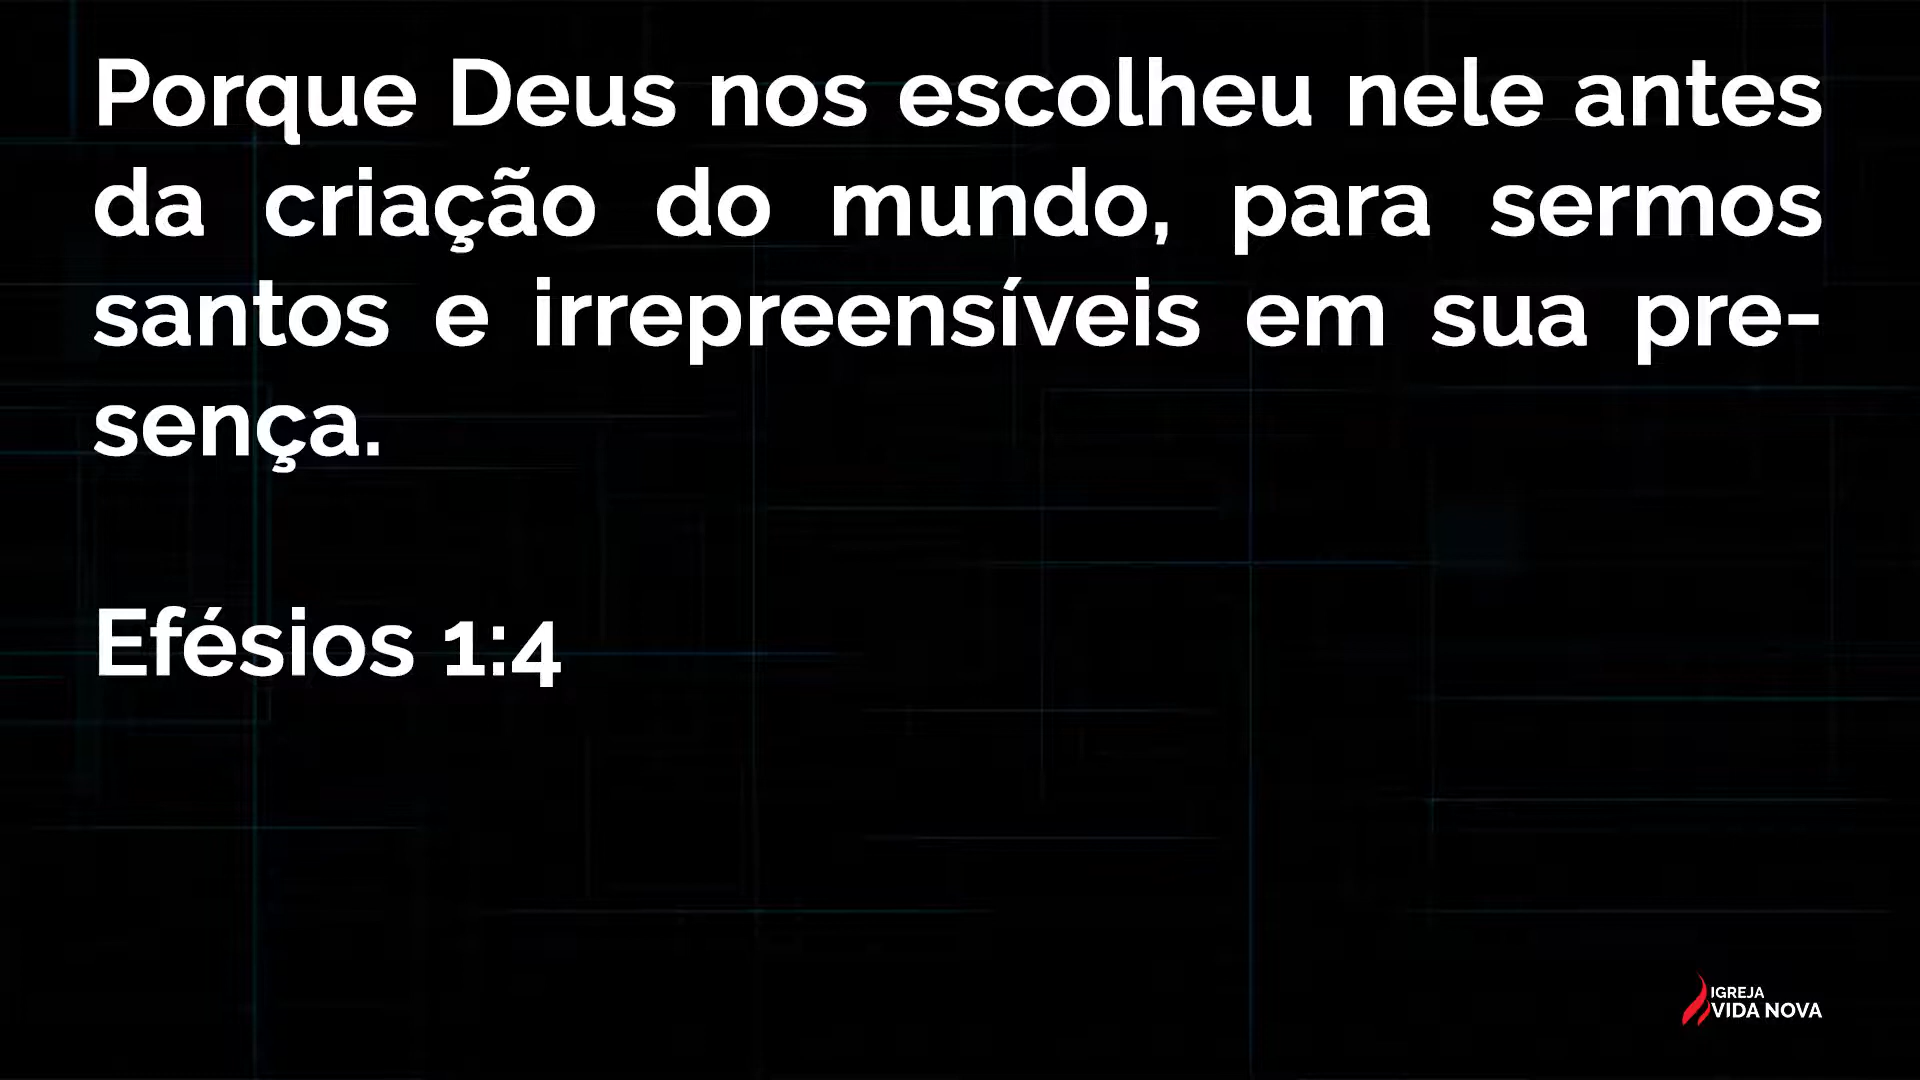 Porque Deus nos escolheu nele antes
da criação do mundo, para sermos
santos e irrepreensíveis em sua pre-
sença.
Efésios 1:4
IGREJA
VIDA NOVA